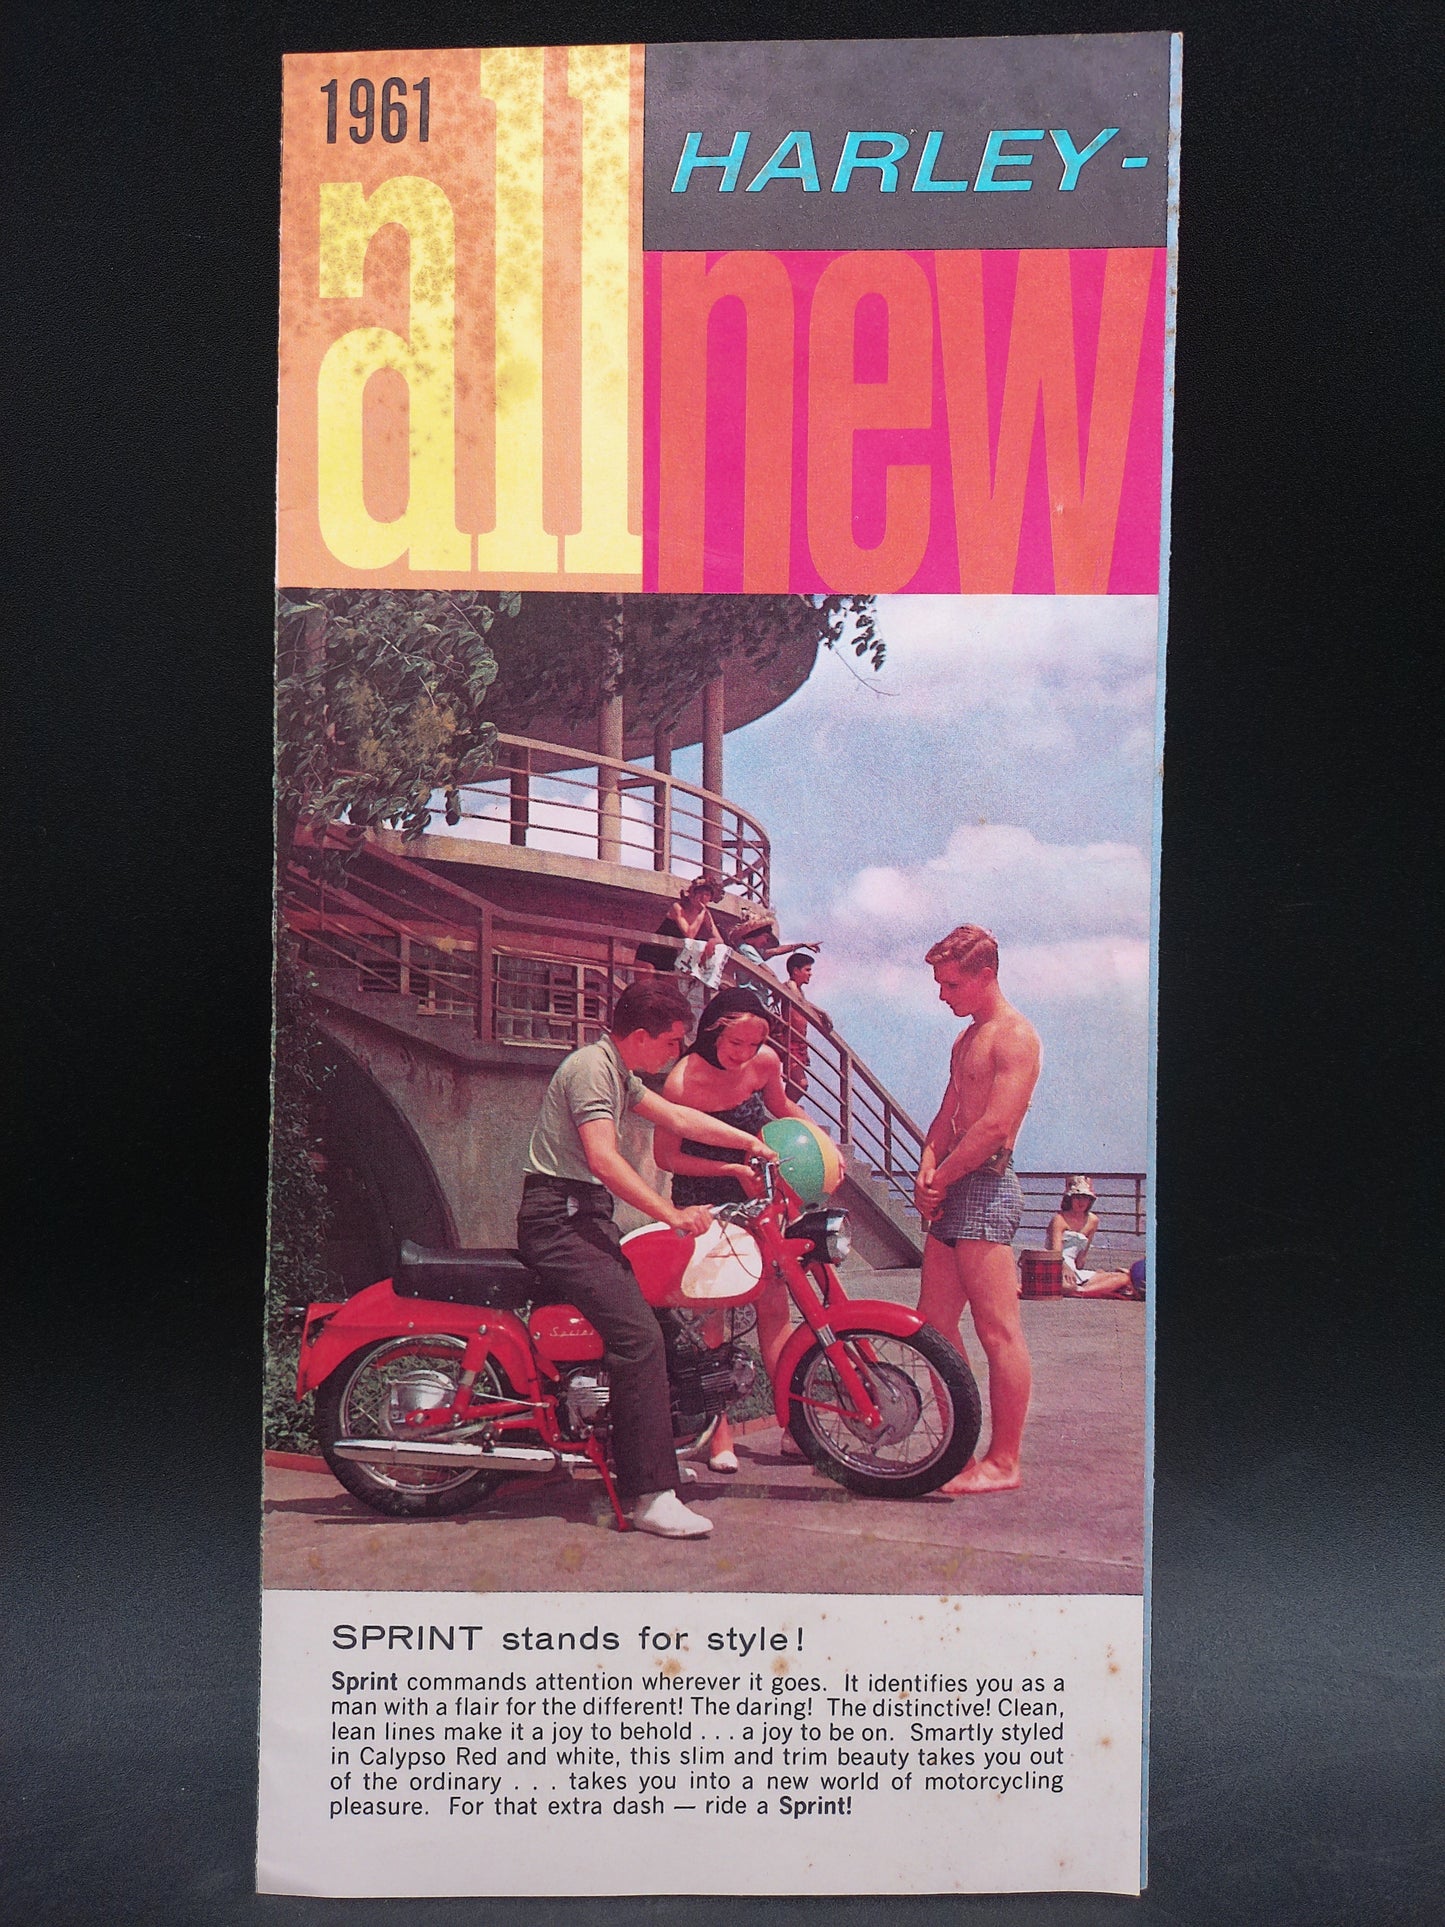 1961
all
HARLEY-
new
Sprint
SPRINT stands for style!
Sprint commands attention wherever it goes. It identifies you as a
man with a flair for the different! The daring! The distinctive! Clean,
lean lines make it a joy to behold . . . a joy to be on. Smartly styled
in Calypso Red and white, this slim and trim beauty takes you out
of the ordinary . . . takes you into a new world of motorcycling
pleasure. For that extra dash — ride a Sprint!